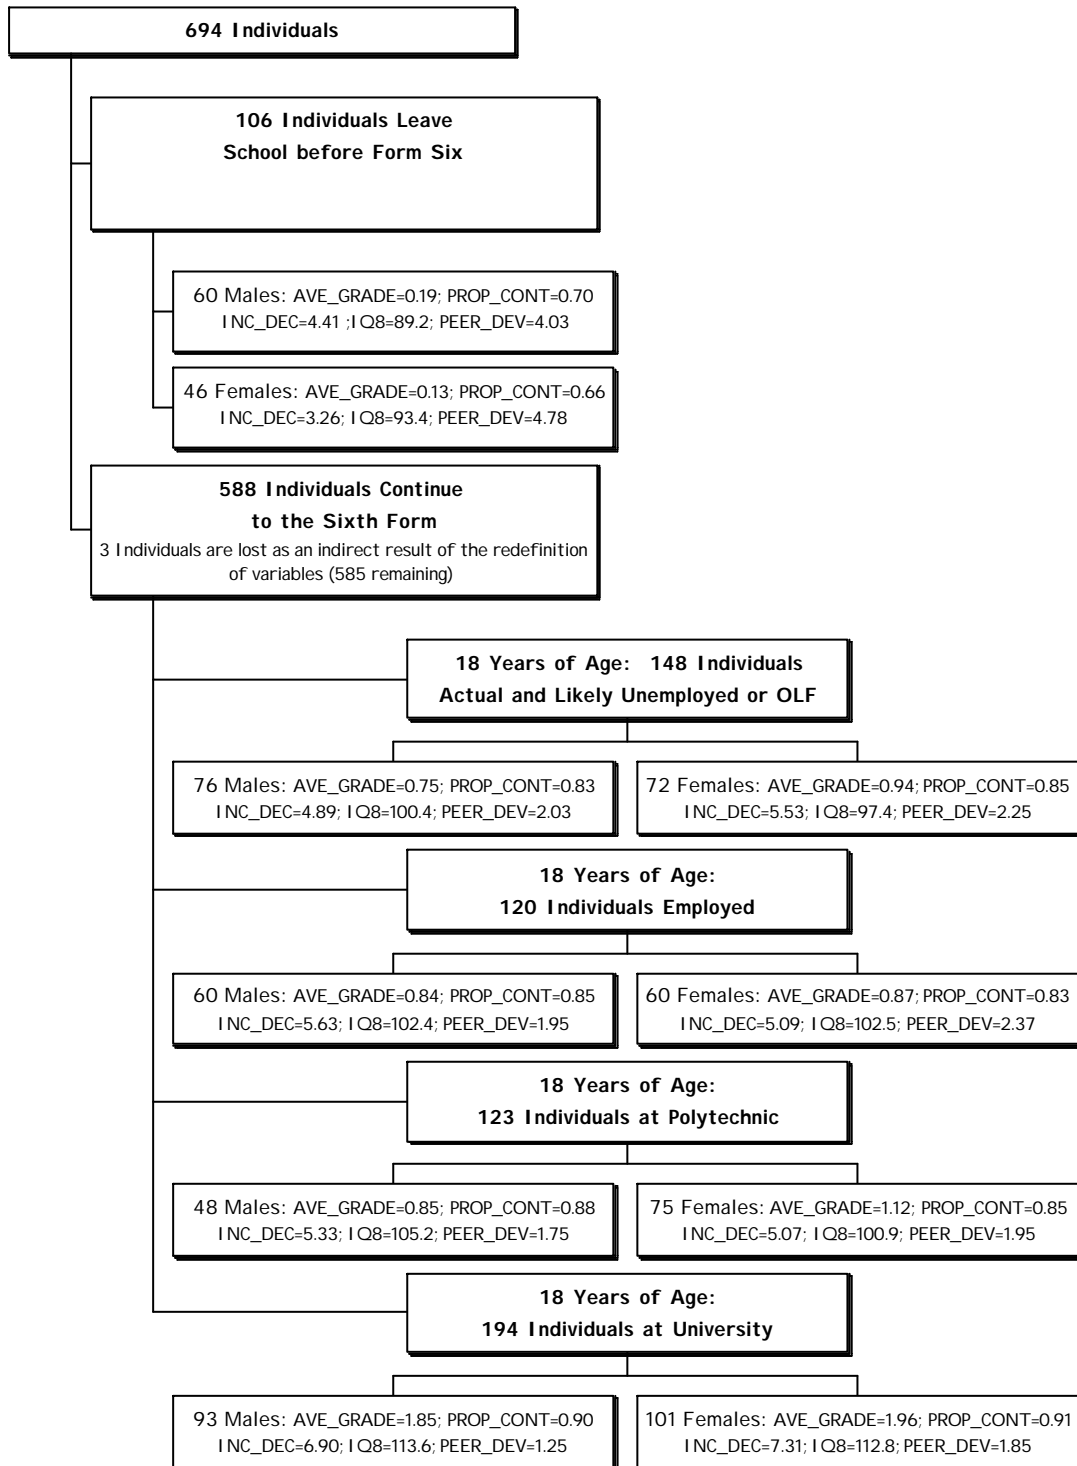 694 Individuals
106 Individuals Leave
School before Form Six
60 Males: AVE_GRADE=0.19; PROP_CONT=0.70
INC_DEC=4.41 ;IQ8=89.2; PEER_DEV=4.03
46 Females: AVE_GRADE=0.13; PROP_CONT=0.66
INC_DEC=3.26; IQ8=93.4; PEER_DEV=4.78
588 Individuals Continue
to the Sixth Form
3 Individuals are lost as an indirect result of the redefinition
of variables (585 remaining)
18 Years of Age: 148 Individuals
Actual and Likely Unemployed or OLF
76 Males: AVE_GRADE=0.75; PROP_CONT=0.83
INC_DEC=4.89; IQ8=100.4; PEER_DEV=2.03
72 Females: AVE_GRADE=0.94; PROP_CONT=0.85
INC_DEC=5.53; IQ8=97.4; PEER_DEV=2.25
18 Years of Age:
120 Individuals Employed
60 Males: AVE_GRADE=0.84; PROP_CONT=0.85
INC_DEC=5.63; IQ8=102.4; PEER_DEV=1.95
60 Females: AVE_GRADE=0.87; PROP_CONT=0.83
INC_DEC=5.09; IQ8=102.5; PEER_DEV=2.37
18 Years of Age:
123 Individuals at Polytechnic
48 Males: AVE_GRADE=0.85; PROP_CONT=0.88
INC_DEC=5.33; IQ8=105.2; PEER_DEV=1.75
75 Females: AVE_GRADE=1.12; PROP_CONT=0.85
INC_DEC=5.07; IQ8=100.9; PEER_DEV=1.95
18 Years of Age:
194 Individuals at University
93 Males: AVE_GRADE=1.85; PROP_CONT=0.90
INC_DEC=6.90; IQ8=113.6; PEER_DEV=1.25
101 Females: AVE_GRADE=1.96; PROP_CONT=0.91
INC_DEC=7.31; IQ8=112.8; PEER_DEV=1.85